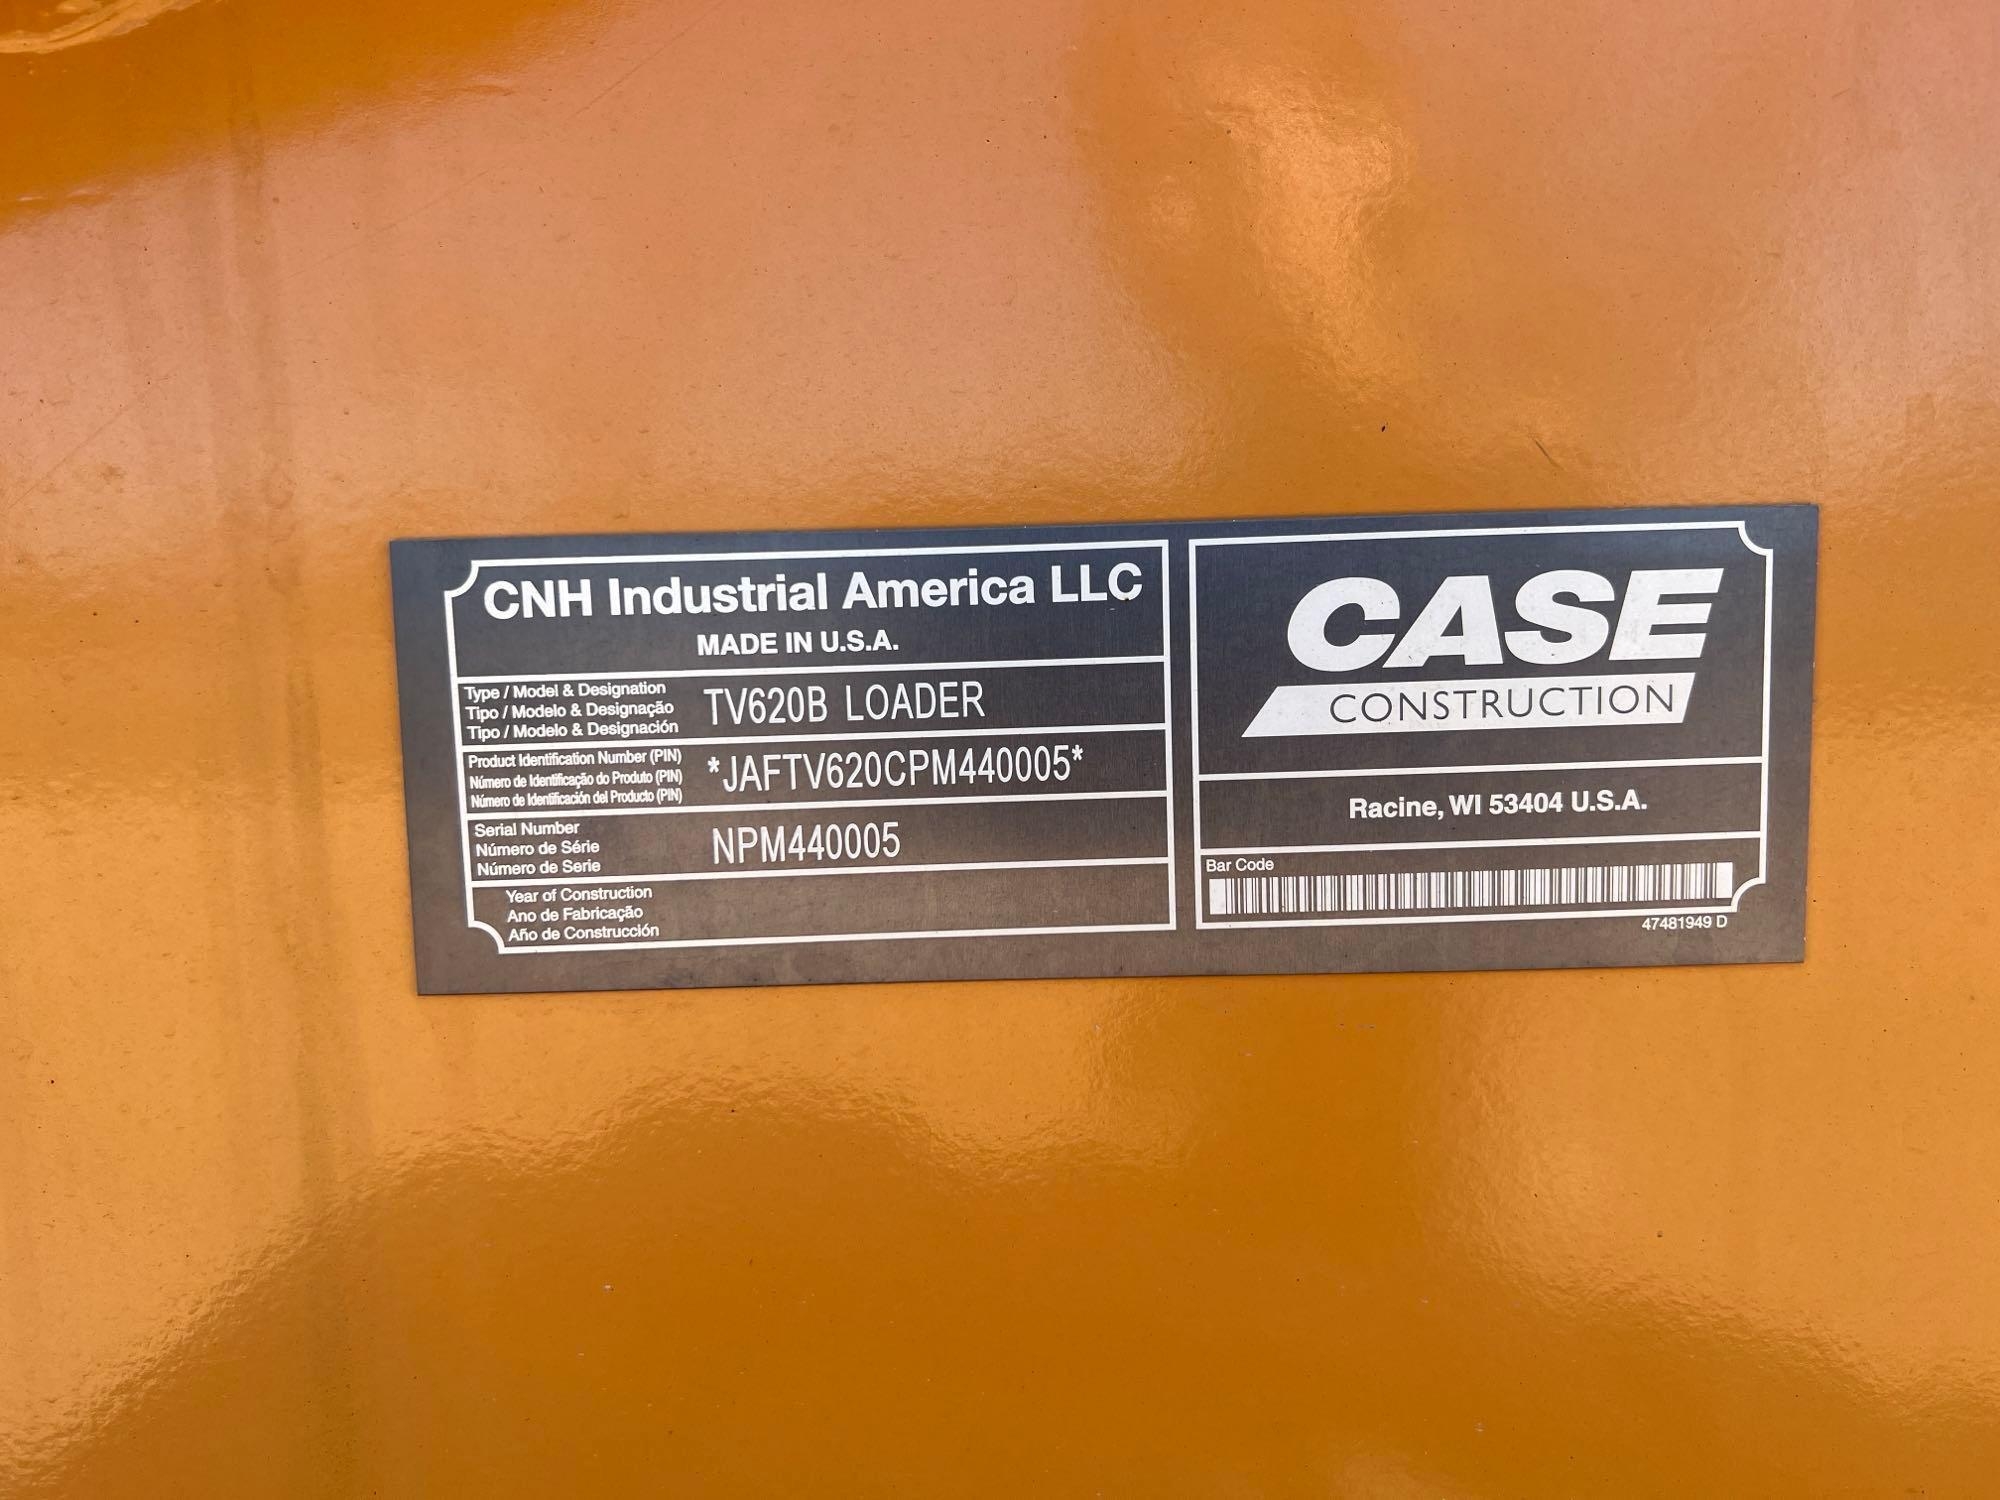 CNH Industrial America LLC
MADE IN U.S.A.
Type / Model & Designation
Tipo / Modelo & Designação
Tipo / Modelo & Designación
TV620B LOADER
Product Identification Number (PIN)
Número de Identificação do Produto (PIN)
Número de Identificación del Producto (PIN)
*JAFTV620CPM440005*
Serial Number
Número de Série
Número de Serie
NPM440005
Year of Construction
Ano de Fabricação
Año de Construcción
CASE
CONSTRUCTION
Racine, WI 53404 U.S.A.
Bar Code
47481949 D